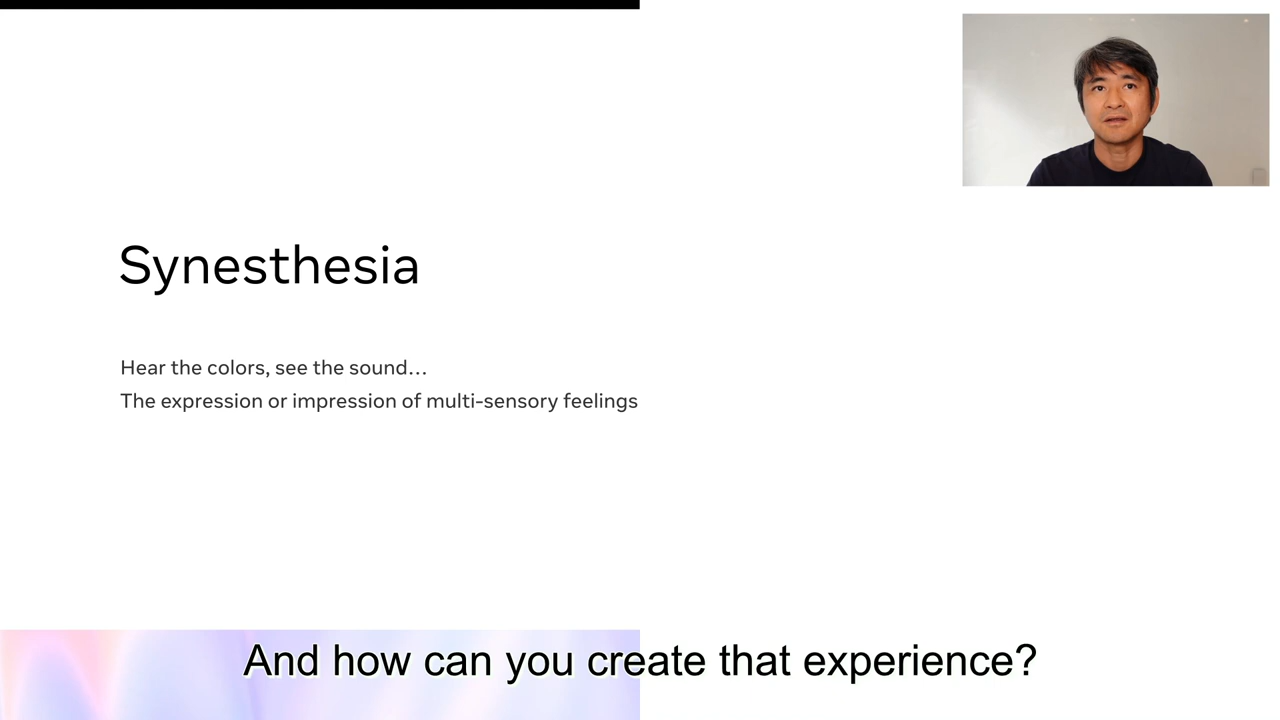 Synesthesia
Hear the colors, see the sound…
The expression or impression of multi-sensory feelings
And how can you create that experience?